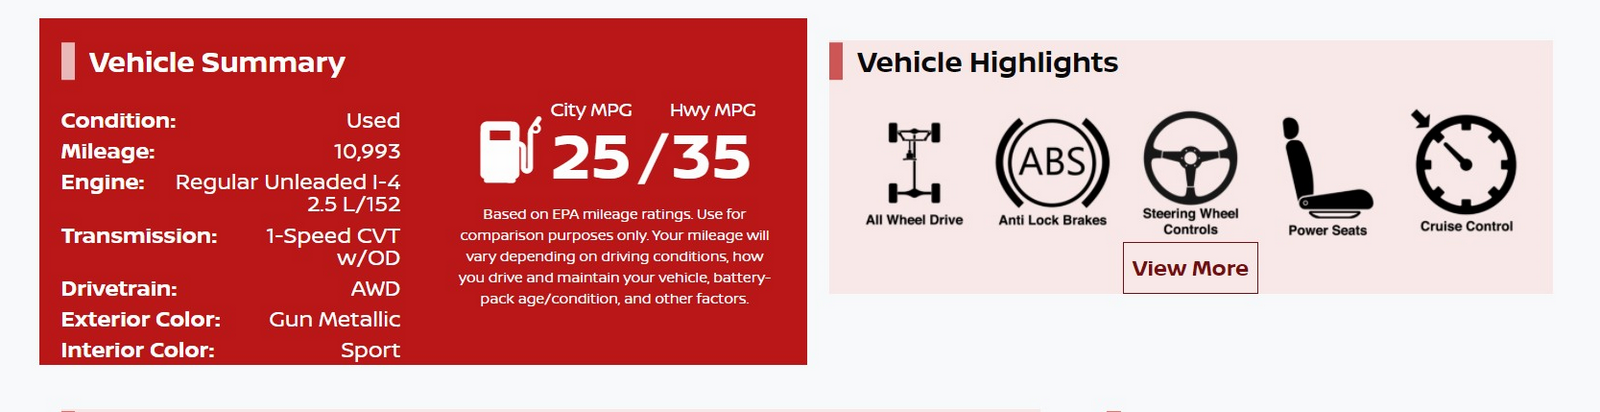 Vehicle Summary
Condition: Used
Mileage: 10,993
Engine: Regular Unleaded I-4
2.5 L/152
Transmission: 1-Speed CVT
w/OD
Drivetrain: AWD
Exterior Color: Gun Metallic
Interior Color: Sport
City MPG Hwy MPG
25/35
Based on EPA mileage ratings. Use for
comparison purposes only. Your mileage will
vary depending on driving conditions, how
you drive and maintain your vehicle, battery-
pack age/condition, and other factors.
Vehicle Highlights
ABS
All Wheel Drive
Anti Lock Brakes
Steering Wheel
Controls
Power Seats
Cruise Control
View More